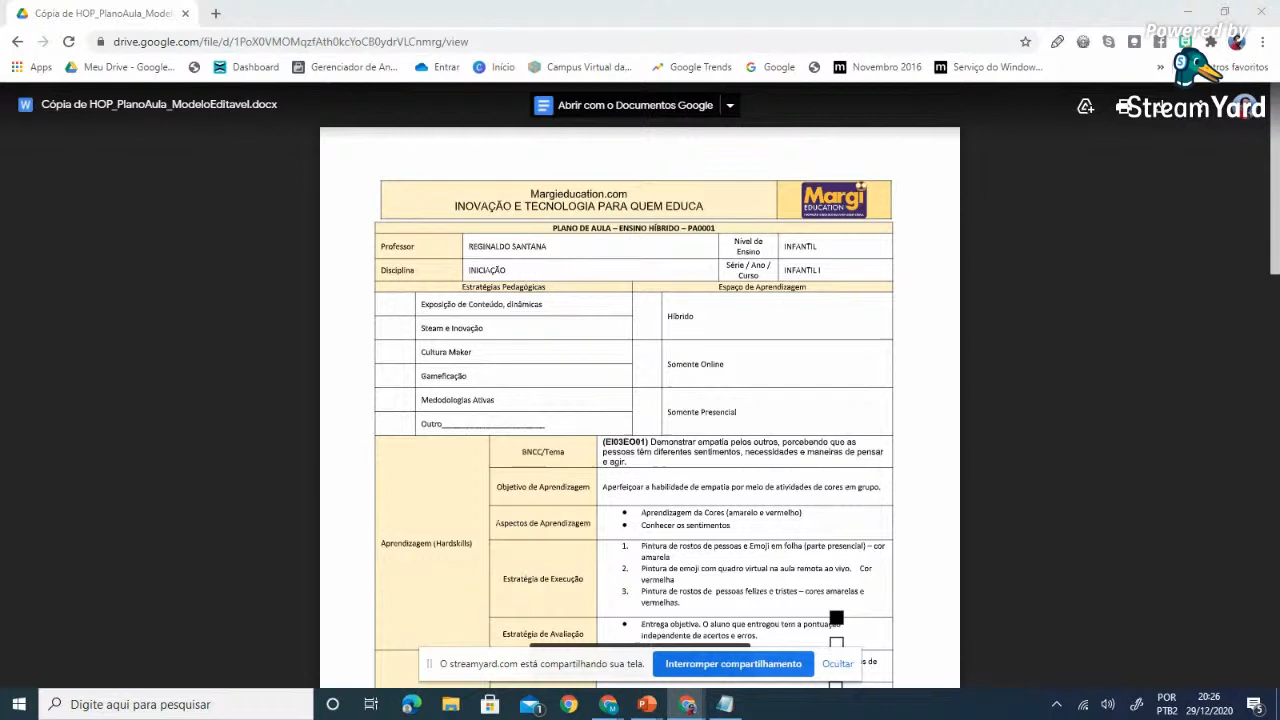 Cópia de HOP_PlanoAula_Model
drive.google.com/file/d/1PoX0VMOMqzfAth0kcYoCB0ydrVLCnmrg/view
Powered by
Apps Meu Drive - Google... Dashboard Gerenciador de An... Entrar Início Campus Virtual da... Google Trends Google Novembro 2016 Serviço do Window... » tros favoritos
Cópia de HOP_PlanoAula_ModeloEditavel.docx Abrir com o Documentos Google
StreamYard
Margieducation.com
INOVAÇÃO E TECNOLOGIA PARA QUEM EDUCA
Margi
EDUCATION
PLANO DE AULA – ENSINO HÍBRIDO – PA0001
Professor REGINALDO SANTANA Nível de Ensino INFANTIL
Disciplina INICIAÇÃO Série / Ano / Curso INFANTIL I
Estratégias Pedagógicas Espaço de Aprendizagem
Exposição de Conteúdo, dinâmicas
Híbrido
Steam e Inovação
Cultura Maker
Somente Online
Gameficação
Medodologias Ativas
Somente Presencial
Outro_____________________
Aprendizagem (Hardskills)
BNCC/Tema
(EI03EO01) Demonstrar empatia pelos outros, percebendo que as
pessoas têm diferentes sentimentos, necessidades e maneiras de pensar
e agir.
Objetivo de Aprendizagem Aperfeiçoar a habilidade de empatia por meio de atividades de cores em grupo.
Aspectos de Aprendizagem
• Aprendizagem da Cores (amarelo e vermelho)
• Conhecer os sentimentos
Estratégia de Execução
1. Pintura de rostos de pessoas e Emoji em folha (parte presencial) – cor
amarela
2. Pintura de emoji com quadro virtual na aula remota ao vivo. Cor
vermelha
3. Pintura de rostos de pessoas felizes e tristes – cores amarelas e
vermelhas.
Estratégia de Avaliação
• Entrega objetiva. O aluno que entregou tem a pontuação
independente de acertos e erros.
s de
O streamyard.com está compartilhando sua tela. Interromper compartilhamento Ocultar
Digite aqui para pesquisar
POR
PTB2
20:26
29/12/2020